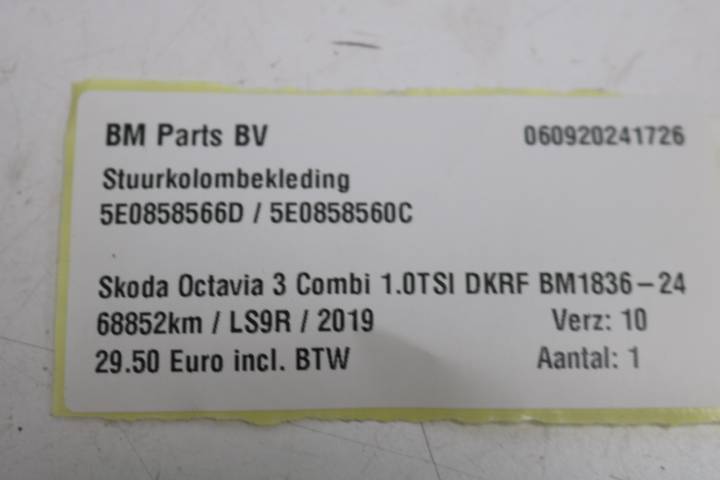 BM Parts BV 060920241726
Stuurkolombekleding
5E0858566D / 5E0858560C
Skoda Octavia 3 Combi 1.0TSI DKRF BM1836-24
68852km / LS9R / 2019 Verz: 10
29.50 Euro incl. BTW Aantal: 1